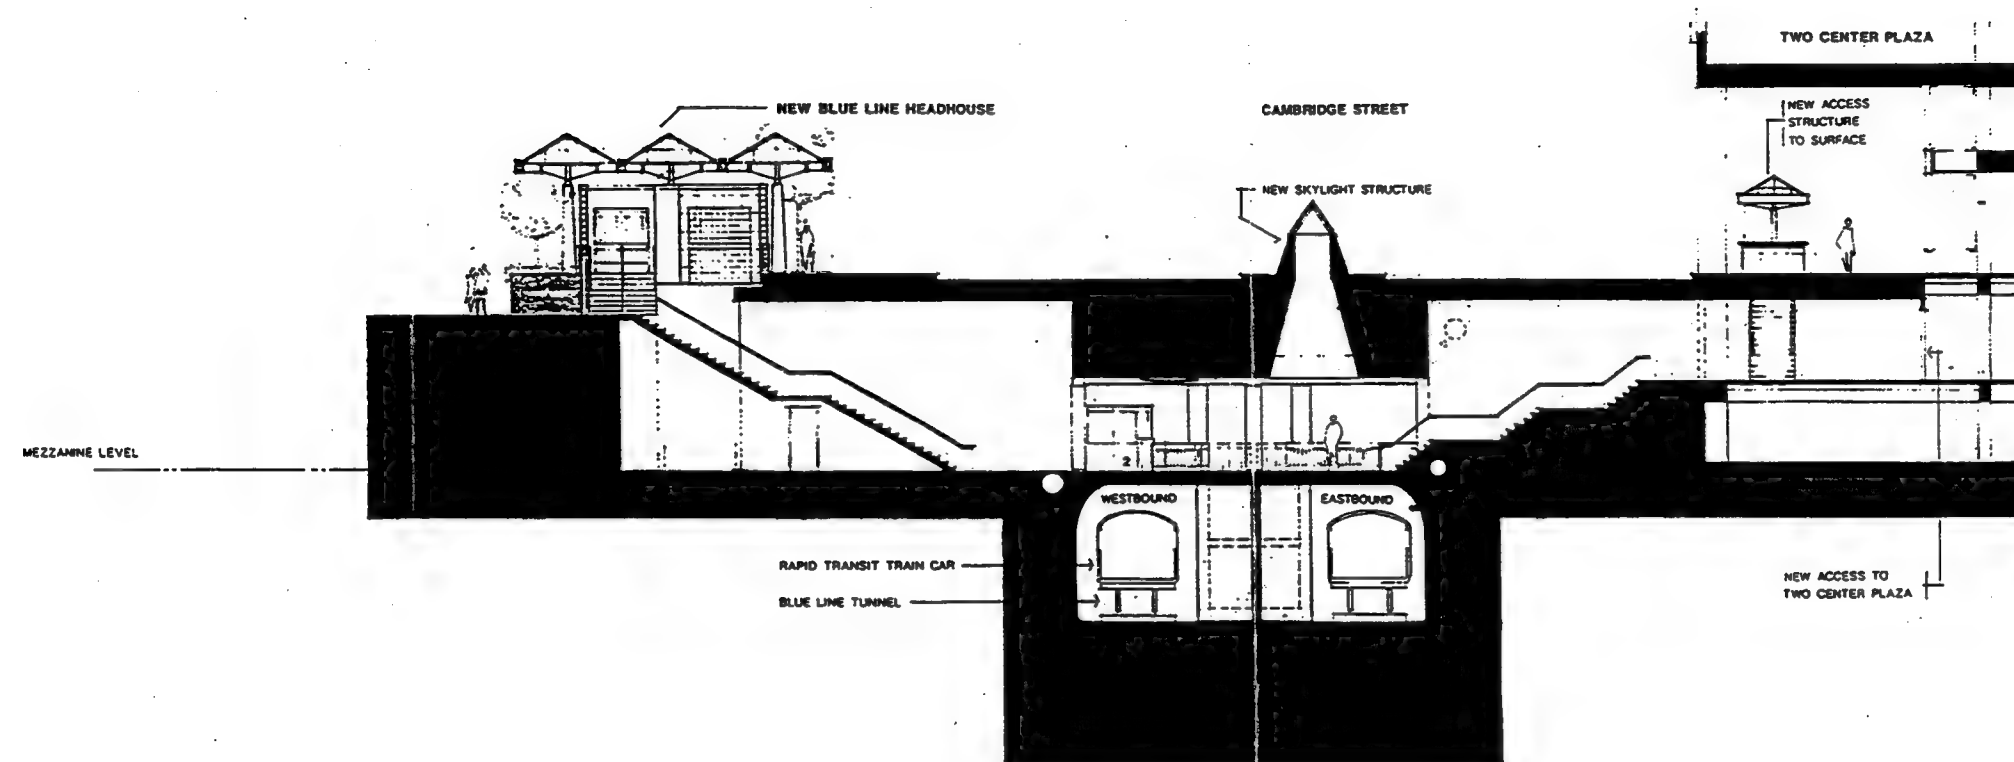 TWO CENTER PLAZA
NEW BLUE LINE HEADHOUSE
CAMBRIDGE STREET
NEW ACCESS
STRUCTURE
TO SURFACE
NEW SKYLIGHT STRUCTURE
MEZZANINE LEVEL
2
WESTBOUND
EASTBOUND
RAPID TRANSIT TRAIN CAR
BLUE LINE TUNNEL
NEW ACCESS TO
TWO CENTER PLAZA